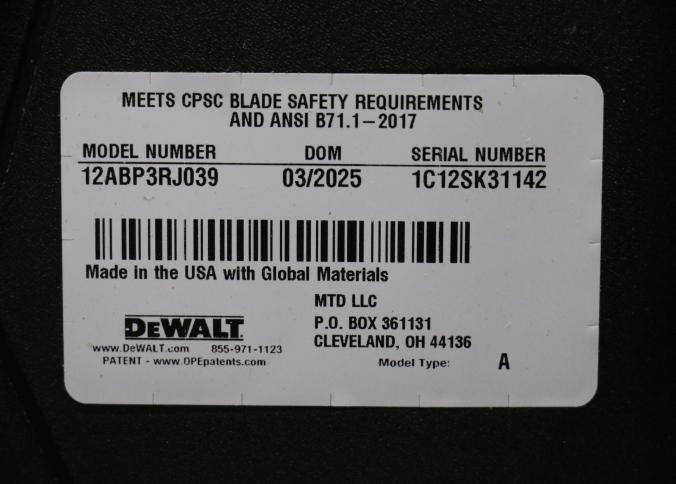 MEETS CPSC BLADE SAFETY REQUIREMENTS
AND ANSI B71.1–2017
MODEL NUMBER DOM SERIAL NUMBER
12ABP3RJ039 03/2025 1C12SK31142
Made in the USA with Global Materials
MTD LLC
P.O. BOX 361131
CLEVELAND, OH 44136
DEWALT
www.DeWALT.com 855-971-1123
PATENT - www.OPEpatents.com
Model Type: A